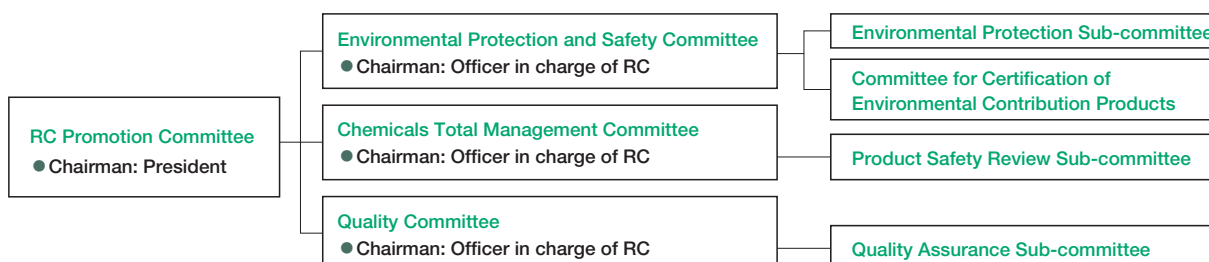 RC Promotion Committee
● Chairman: President
Environmental Protection and Safety Committee
● Chairman: Officer in charge of RC
Chemicals Total Management Committee
● Chairman: Officer in charge of RC
Quality Committee
● Chairman: Officer in charge of RC
Environmental Protection Sub-committee
Committee for Certification of
Environmental Contribution Products
Product Safety Review Sub-committee
Quality Assurance Sub-committee